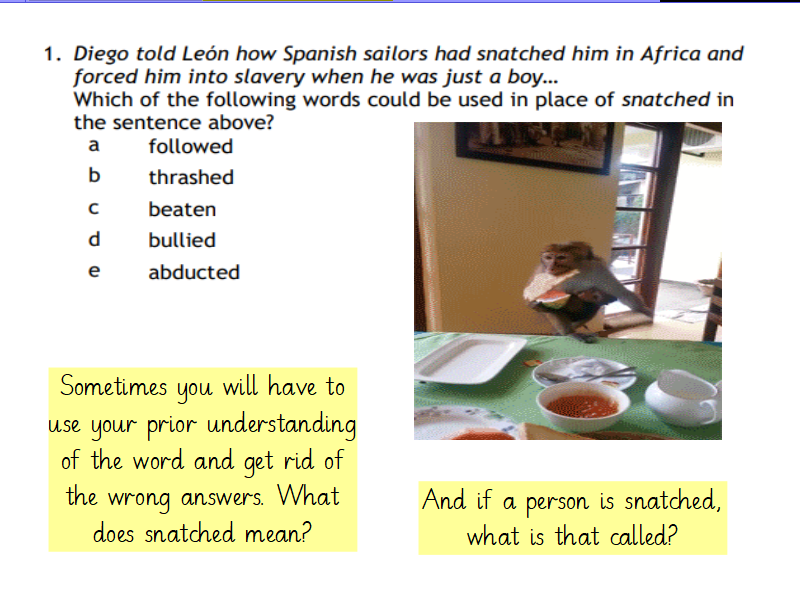 1. Diego told León how Spanish sailors had snatched him in Africa and
forced him into slavery when he was just a boy...
Which of the following words could be used in place of snatched in
the sentence above?
a followed
b thrashed
c beaten
d bullied
e abducted
Sometimes you will have to
use your prior understanding
of the word and get rid of
the wrong answers. What
does snatched mean?
And if a person is snatched,
what is that called?